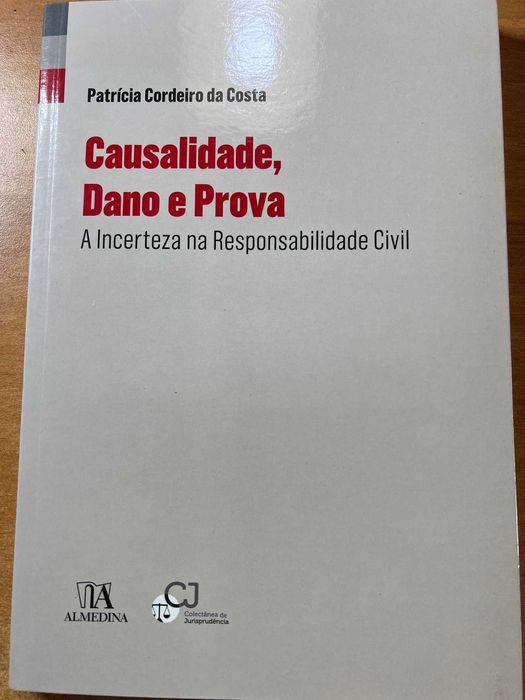 Patrícia Cordeiro da Costa
Causalidade,
Dano e Prova
A Incerteza na Responsabilidade Civil
ALMEDINA
CJ
Colectânea de
Jurisprudência